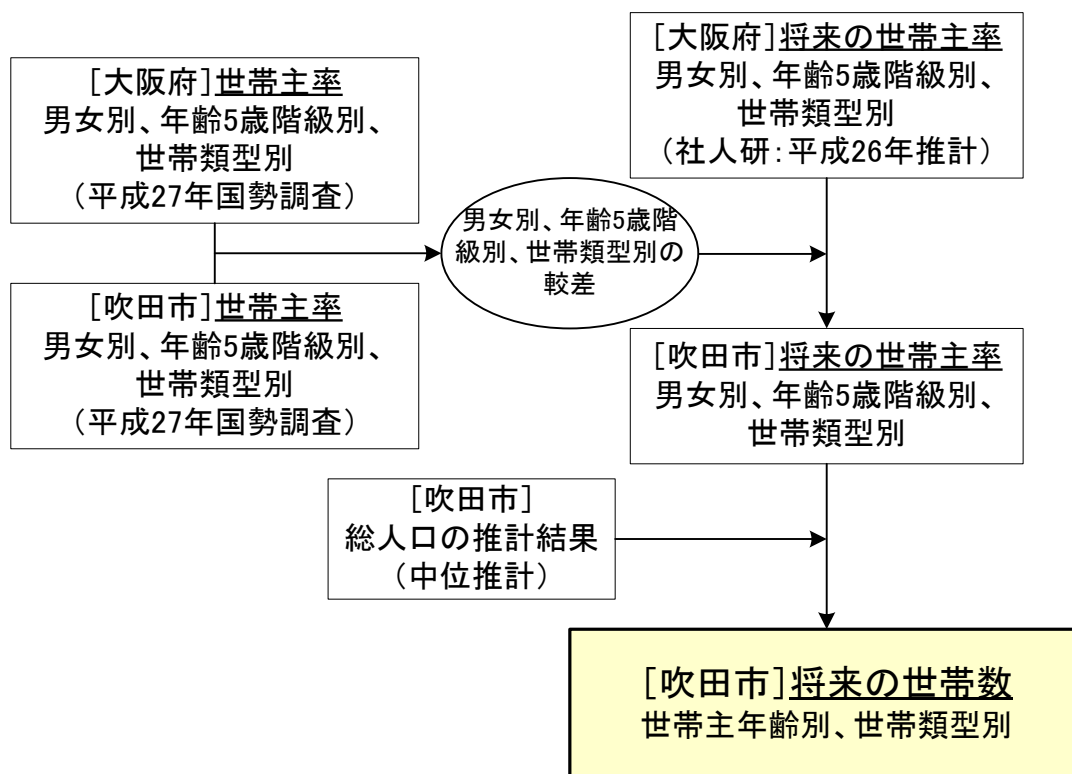 [大阪府]世帯主率
男女別、年齢5歳階級別、
世帯類型別
（平成27年国勢調査）
[大阪府]将来の世帯主率
男女別、年齢5歳階級別、
世帯類型別
（社人研：平成26年推計）
男女別、年齢5歳階
級別、世帯類型別の
較差
[吹田市]世帯主率
男女別、年齢5歳階級別、
世帯類型別
（平成27年国勢調査）
[吹田市]将来の世帯主率
男女別、年齢5歳階級別、
世帯類型別
[吹田市]
総人口の推計結果
（中位推計）
[吹田市]将来の世帯数
世帯主年齢別、世帯類型別